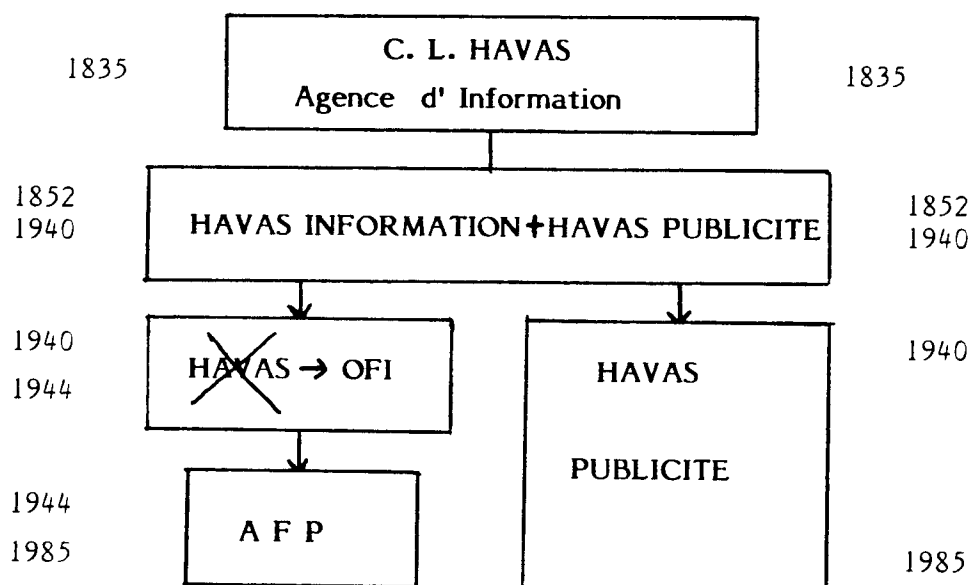 C. L. HAVAS
1835 1835
Agence d' Information
1852 1852
HAVAS INFORMATION+HAVAS PUBLICITE
1940 1940
1940 1940
HAVAS → OFI HAVAS
1944
PUBLICITE
1944
A F P
1985 1985